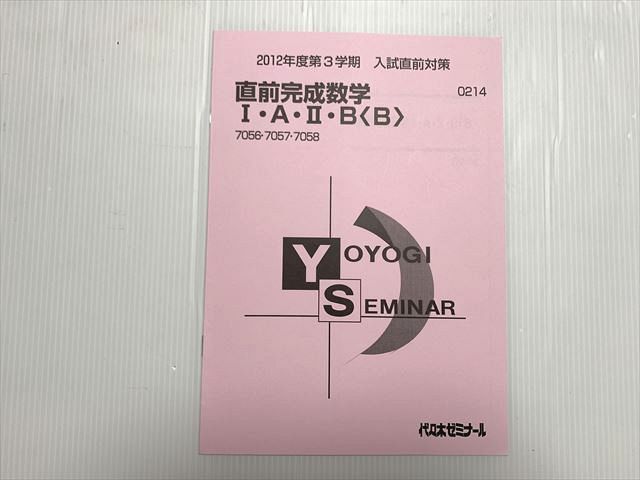 2012年度第3学期 入試直前対策
直前完成数学
0214
I・A・II・B〈B〉
7056・7057・7058
YOYOGI
SEMINAR
代々木ゼミナール